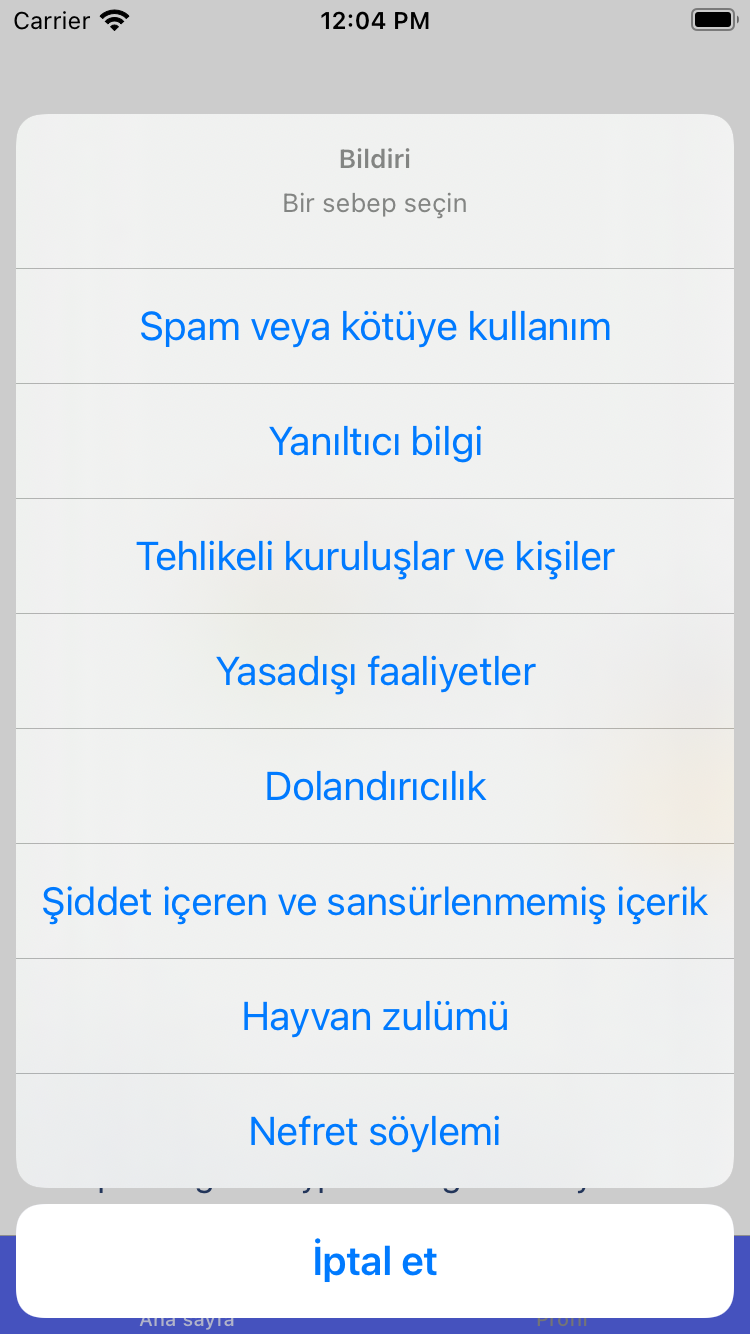 Carrier 12:04 PM
Bildiri
Bir sebep seçin
Spam veya kötüye kullanım
Yanıltıcı bilgi
Tehlikeli kuruluşlar ve kişiler
Yasadışı faaliyetler
Dolandırıcılık
Şiddet içeren ve sansürlenmemiş içerik
Hayvan zulümü
Nefret söylemi
İptal et
Ana sayfa Profil